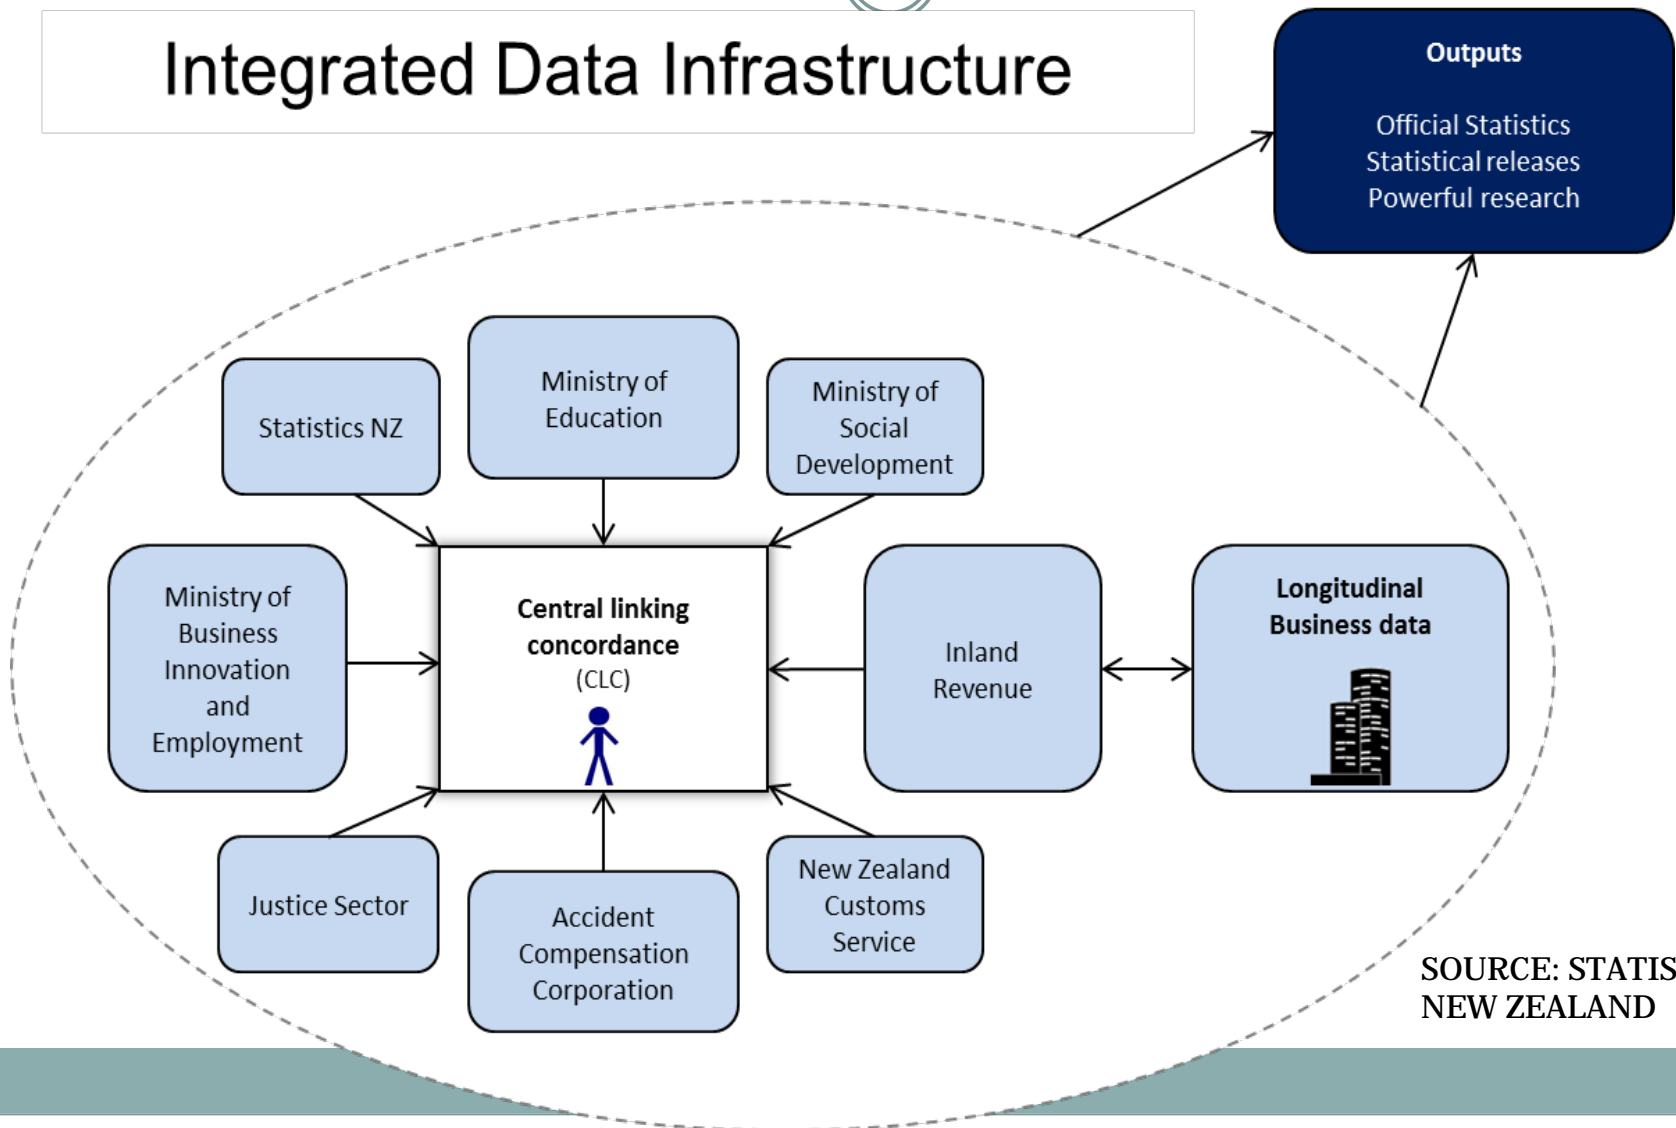 Integrated Data Infrastructure
Outputs
Official Statistics
Statistical releases
Powerful research
Statistics NZ
Ministry of
Education
Ministry of
Social
Development
Ministry of
Business
Innovation
and
Employment
Central linking
concordance
(CLC)
Inland
Revenue
Longitudinal
Business data
Justice Sector
Accident
Compensation
Corporation
New Zealand
Customs
Service
SOURCE: STATIS
NEW ZEALAND